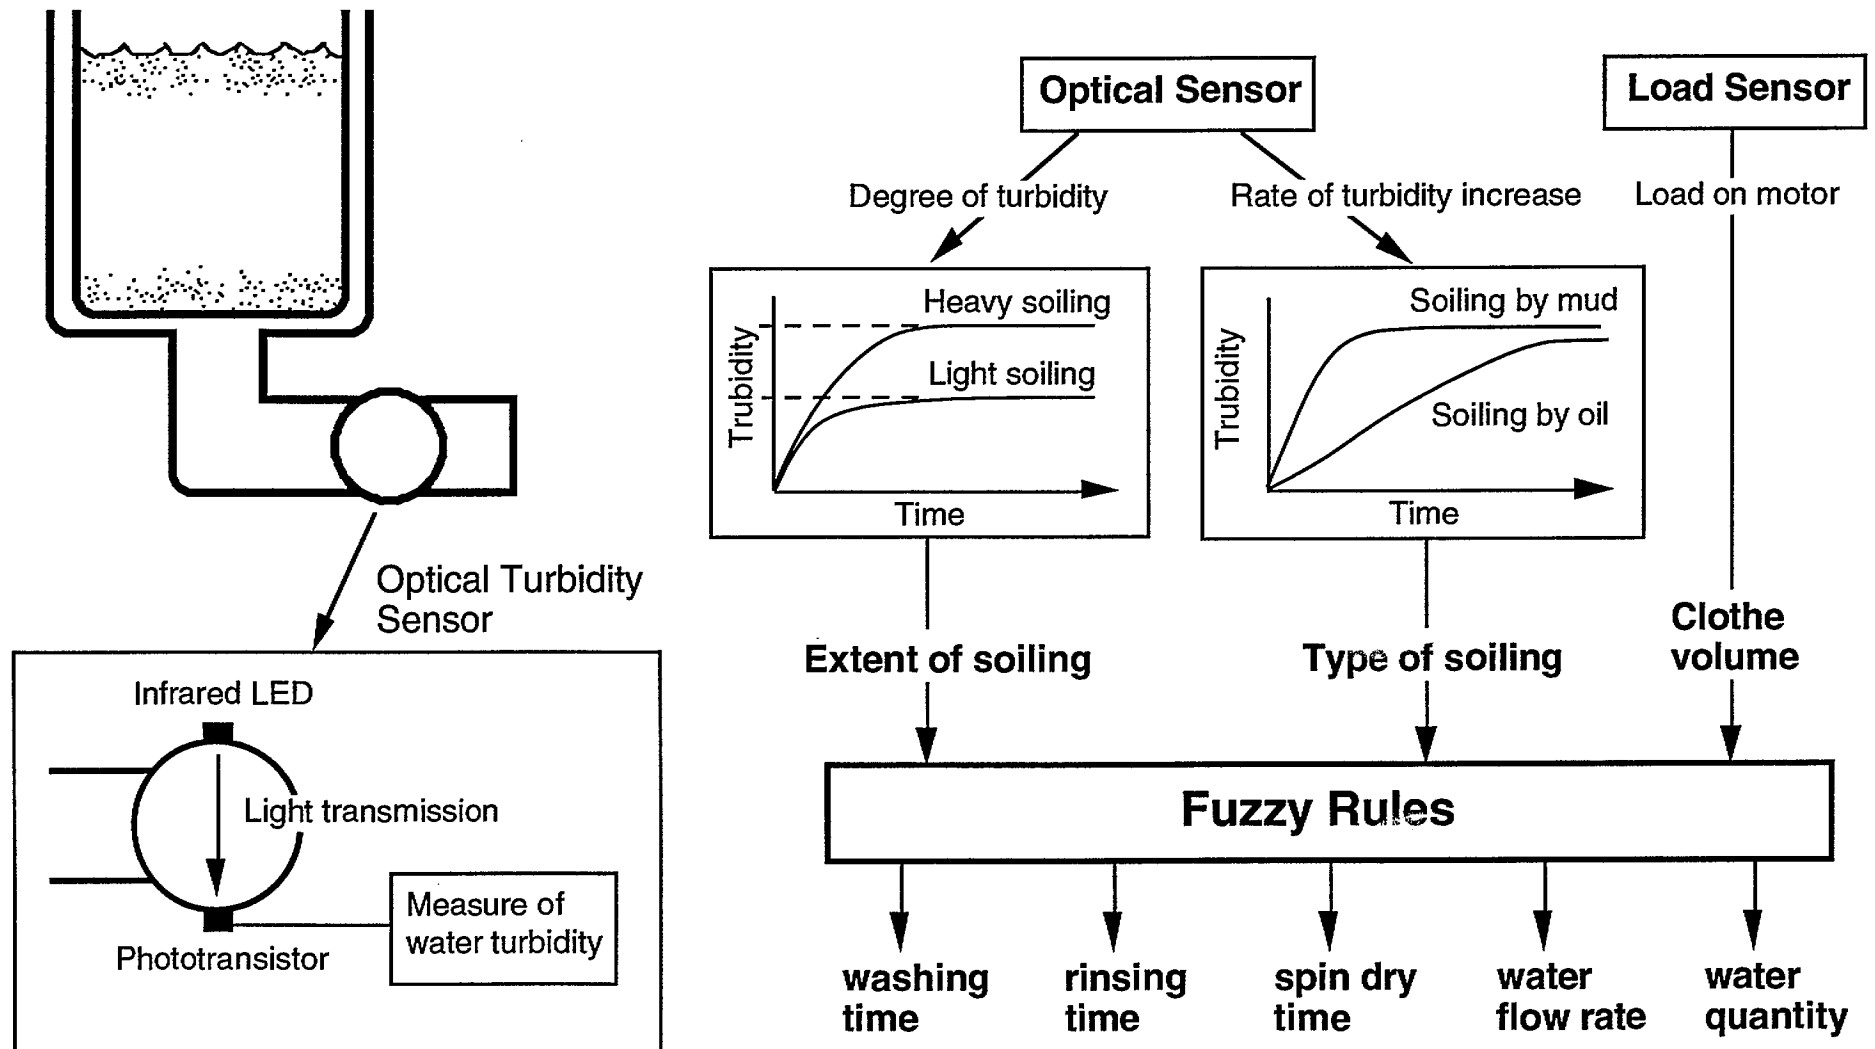 Optical Sensor
Load Sensor
Degree of turbidity
Rate of turbidity increase
Load on motor
Heavy soiling
Light soiling
Trubidity
Time
Soiling by mud
Soiling by oil
Trubidity
Time
Optical Turbidity
Sensor
Extent of soiling
Type of soiling
Clothe
volume
Infrared LED
Light transmission
Measure of
water turbidity
Phototransistor
Fuzzy Rules
washing
time
rinsing
time
spin dry
time
water
flow rate
water
quantity